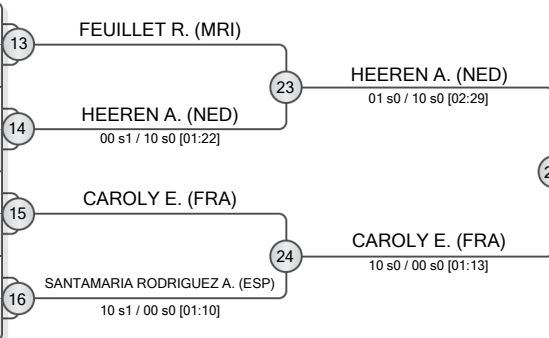 13
FEUILLET R. (MRI)
23
HEEREN A. (NED)
01 s0 / 10 s0 [02:29]
14
HEEREN A. (NED)
00 s1 / 10 s0 [01:22]
15
CAROLY E. (FRA)
24
CAROLY E. (FRA)
10 s0 / 00 s0 [01:13]
16
SANTAMARIA RODRIGUEZ A. (ESP)
10 s1 / 00 s0 [01:10]